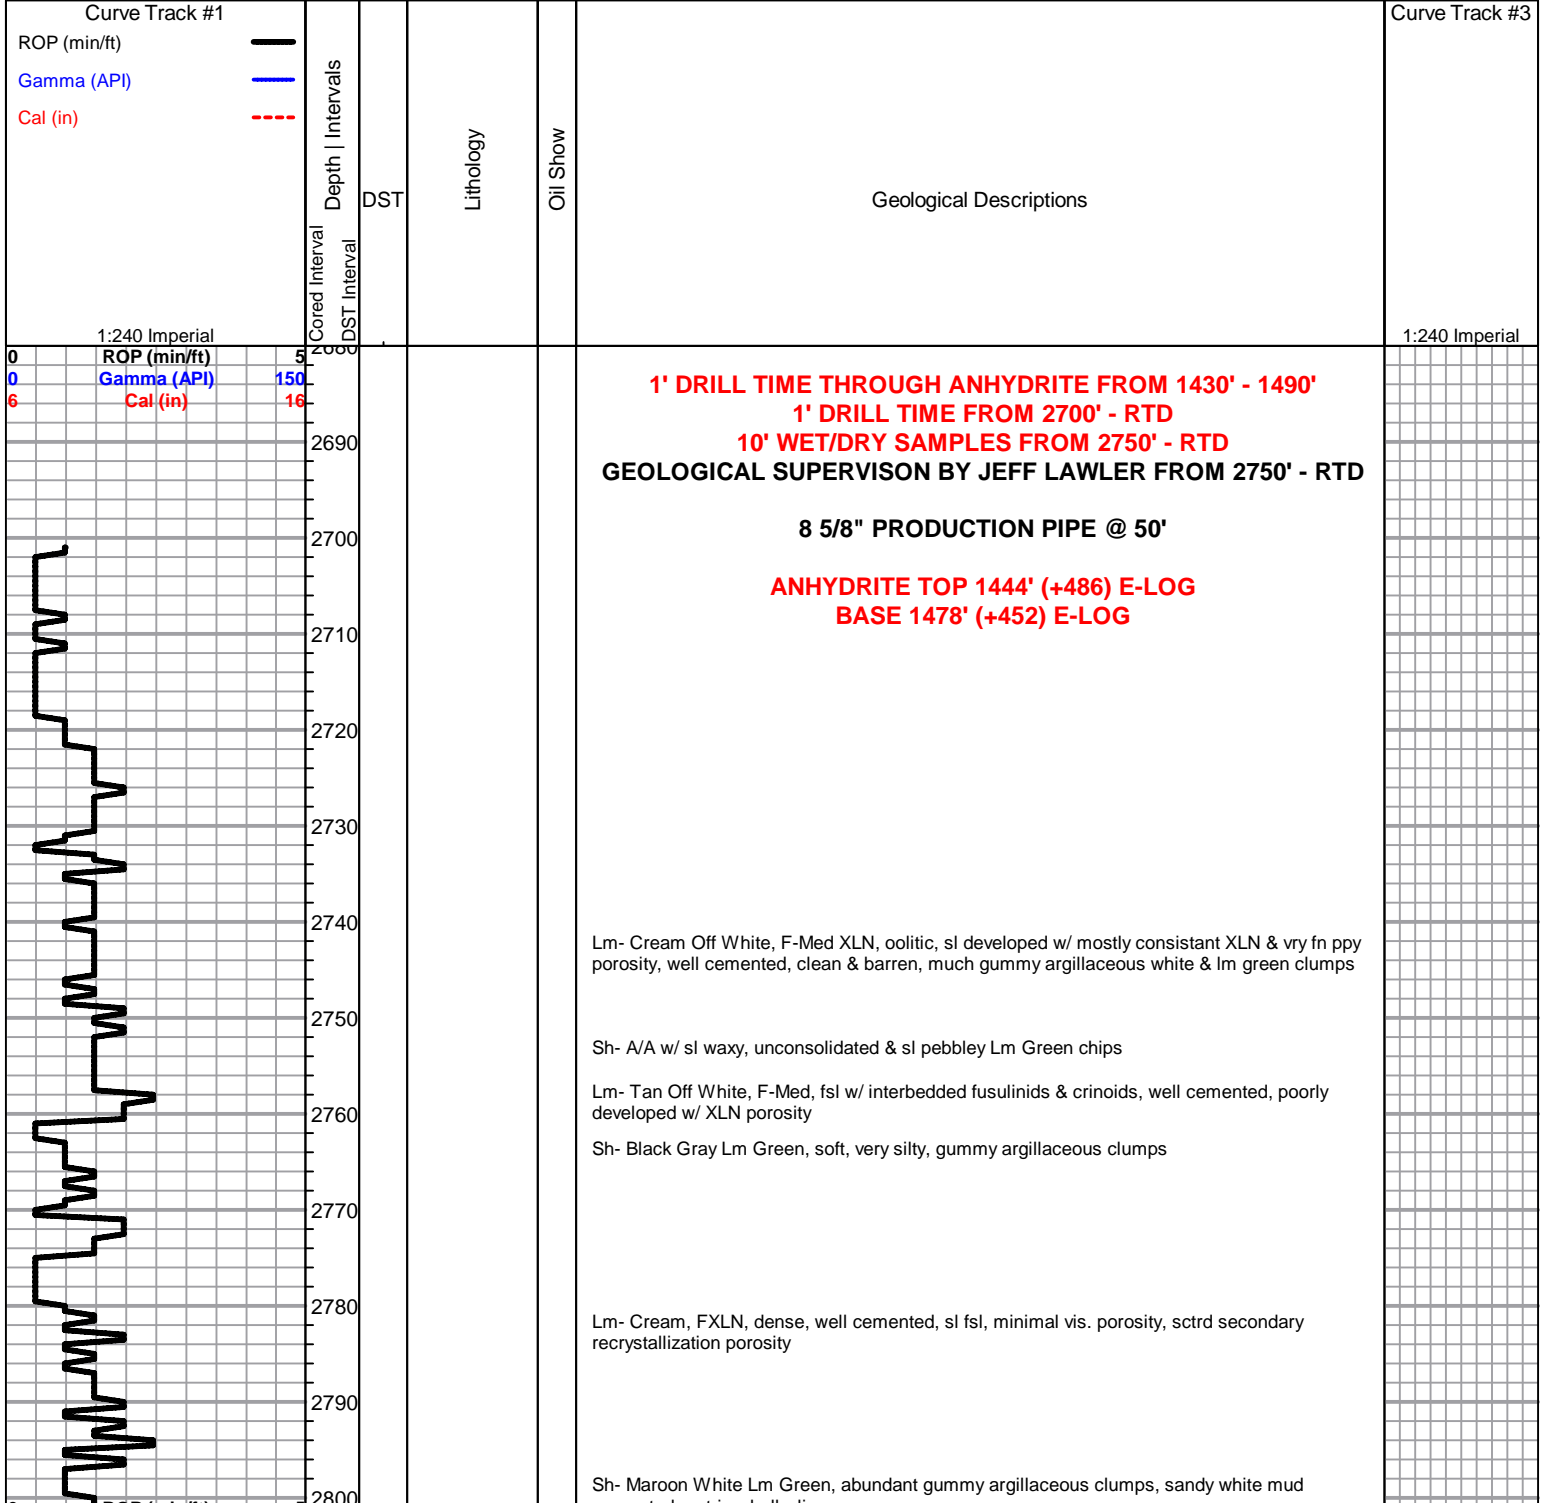 Curve Track #1
ROP (min/ft)
Gamma (API)
Cal (in)
1:240 Imperial
Depth | Intervals
Cored Interval
DST Interval
DST
Lithology
Oil Show
Geological Descriptions
Curve Track #3
1:240 Imperial
0 ROP (min/ft) 5
0 Gamma (API) 150
6 Cal (in) 16
2680
1' DRILL TIME THROUGH ANHYDRITE FROM 1430' - 1490'
1' DRILL TIME FROM 2700' - RTD
10' WET/DRY SAMPLES FROM 2750' - RTD
2690
GEOLOGICAL SUPERVISON BY JEFF LAWLER FROM 2750' - RTD
8 5/8" PRODUCTION PIPE @ 50'
2700
ANHYDRITE TOP 1444' (+486) E-LOG
BASE 1478' (+452) E-LOG
2710
2720
2730
2740
Lm- Cream Off White, F-Med XLN, oolitic, sl developed w/ mostly consistant XLN & vry fn ppy
porosity, well cemented, clean & barren, much gummy argillaceous white & lm green clumps
2750
Sh- A/A w/ sl waxy, unconsolidated & sl pebbley Lm Green chips
Lm- Tan Off White, F-Med, fsl w/ interbedded fusulinids & crinoids, well cemented, poorly
developed w/ XLN porosity
2760
Sh- Black Gray Lm Green, soft, very silty, gummy argillaceous clumps
2770
2780
Lm- Cream, FXLN, dense, well cemented, sl fsl, minimal vis. porosity, sctrd secondary
recrystallization porosity
2790
Sh- Maroon White Lm Green, abundant gummy argillaceous clumps, sandy white mud
2800